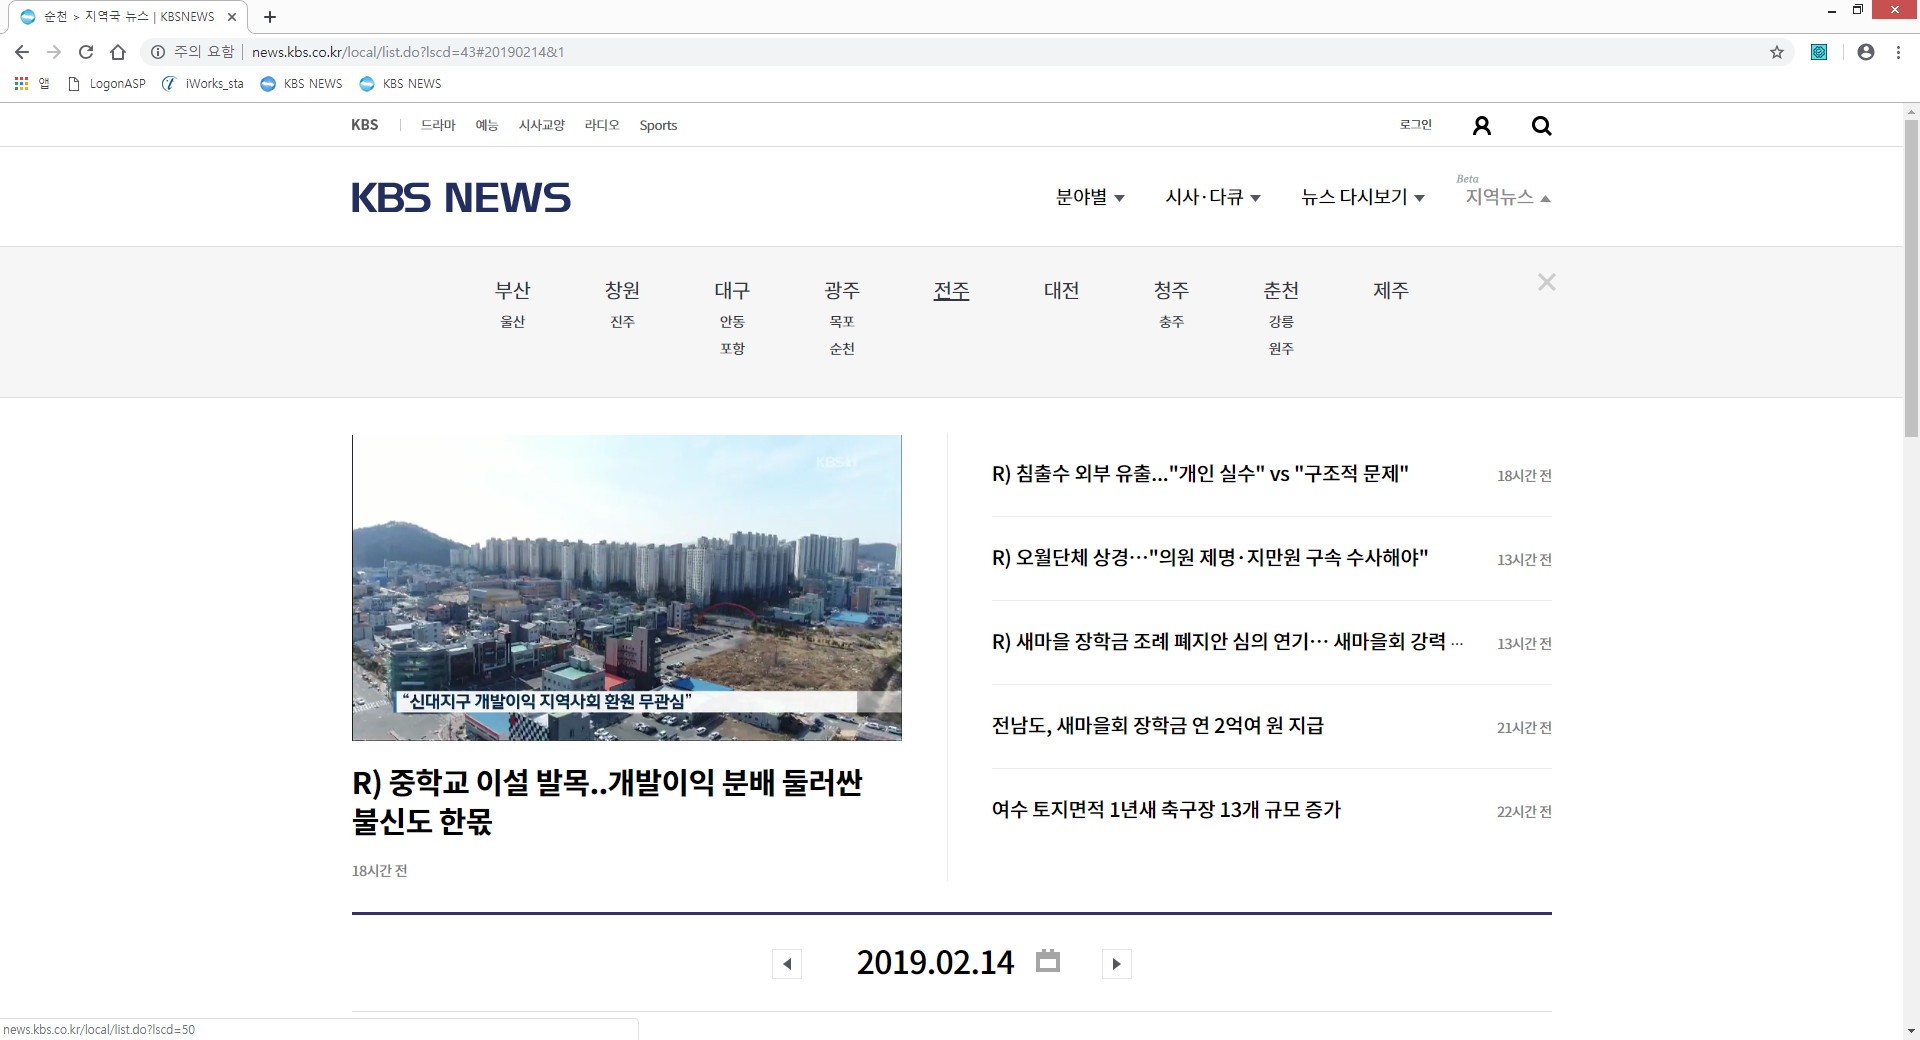 순천 > 지역국 뉴스 | KBSNEWS
주의 요함 | news.kbs.co.kr/local/list.do?lscd=43#20190214&1
앱 LogonASP iWorks_sta KBS NEWS KBS NEWS
KBS | 드라마 예능 시사교양 라디오 Sports 로그인
KBS NEWS
분야별 시사·다큐 뉴스 다시보기 Beta 지역뉴스
부산 창원 대구 광주 전주 대전 청주 춘천 제주
울산 진주 안동 목포 충주 강릉
포항 순천 원주
“신대지구 개발이익 지역사회 환원 무관심”
R) 중학교 이설 발목..개발이익 분배 둘러싼
불신도 한몫
18시간 전
R) 침출수 외부 유출..."개인 실수" vs "구조적 문제" 18시간 전
R) 오월단체 상경…"의원 제명·지만원 구속 수사해야" 13시간 전
R) 새마을 장학금 조례 폐지안 심의 연기… 새마을회 강력 ... 13시간 전
전남도, 새마을회 장학금 연 2억여 원 지급 21시간 전
여수 토지면적 1년새 축구장 13개 규모 증가 22시간 전
2019.02.14
news.kbs.co.kr/local/list.do?lscd=50